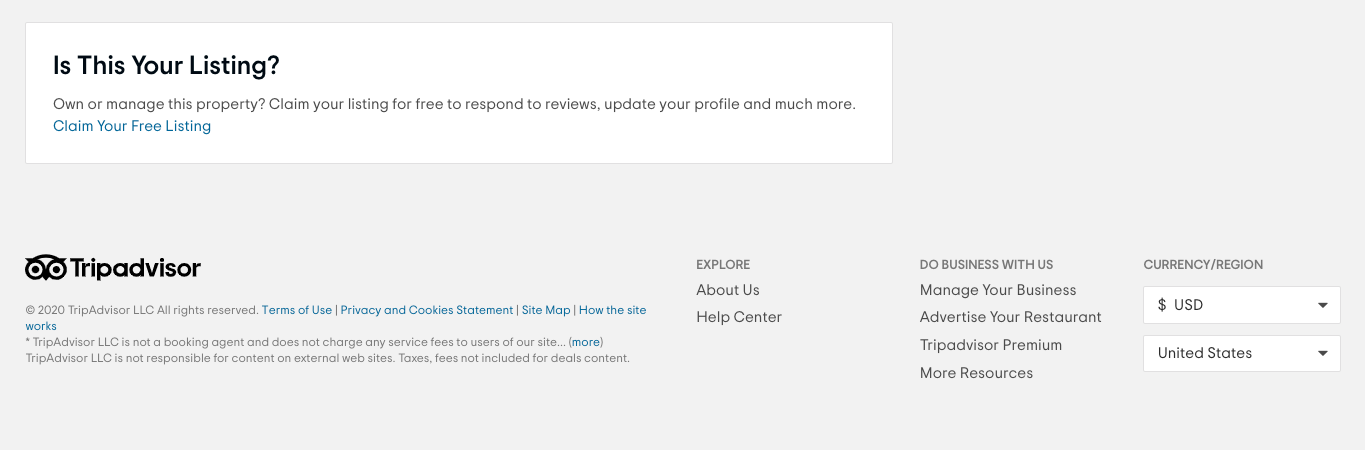 Is This Your Listing?
Own or manage this property? Claim your listing for free to respond to reviews, update your profile and much more.
Claim Your Free Listing
Tripadvisor
© 2020 TripAdvisor LLC All rights reserved. Terms of Use | Privacy and Cookies Statement | Site Map | How the site
works
* TripAdvisor LLC is not a booking agent and does not charge any service fees to users of our site... (more)
TripAdvisor LLC is not responsible for content on external web sites. Taxes, fees not included for deals content.
EXPLORE
About Us
Help Center
DO BUSINESS WITH US
Manage Your Business
Advertise Your Restaurant
Tripadvisor Premium
More Resources
CURRENCY/REGION
$ USD
United States